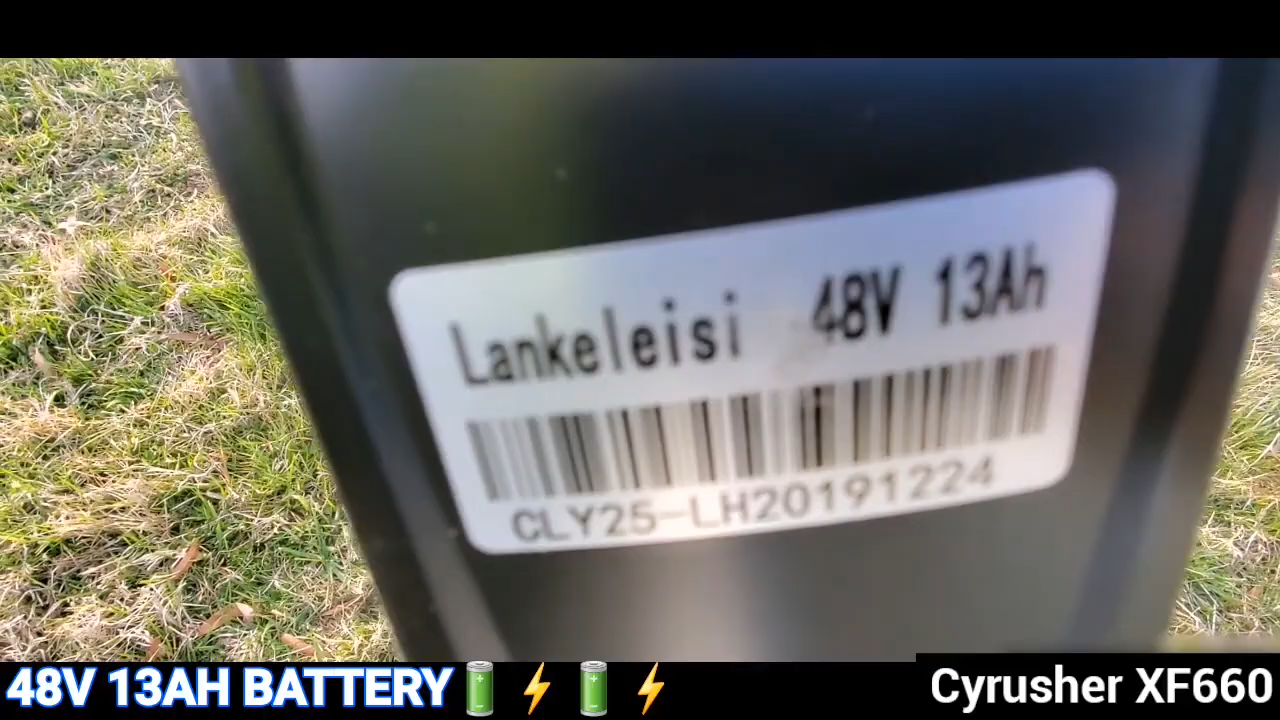 Lankeleisi 48V 13Ah
CLY25-LH20191224
48V 13AH BATTERY🔋⚡🔋⚡
Cyrusher XF660